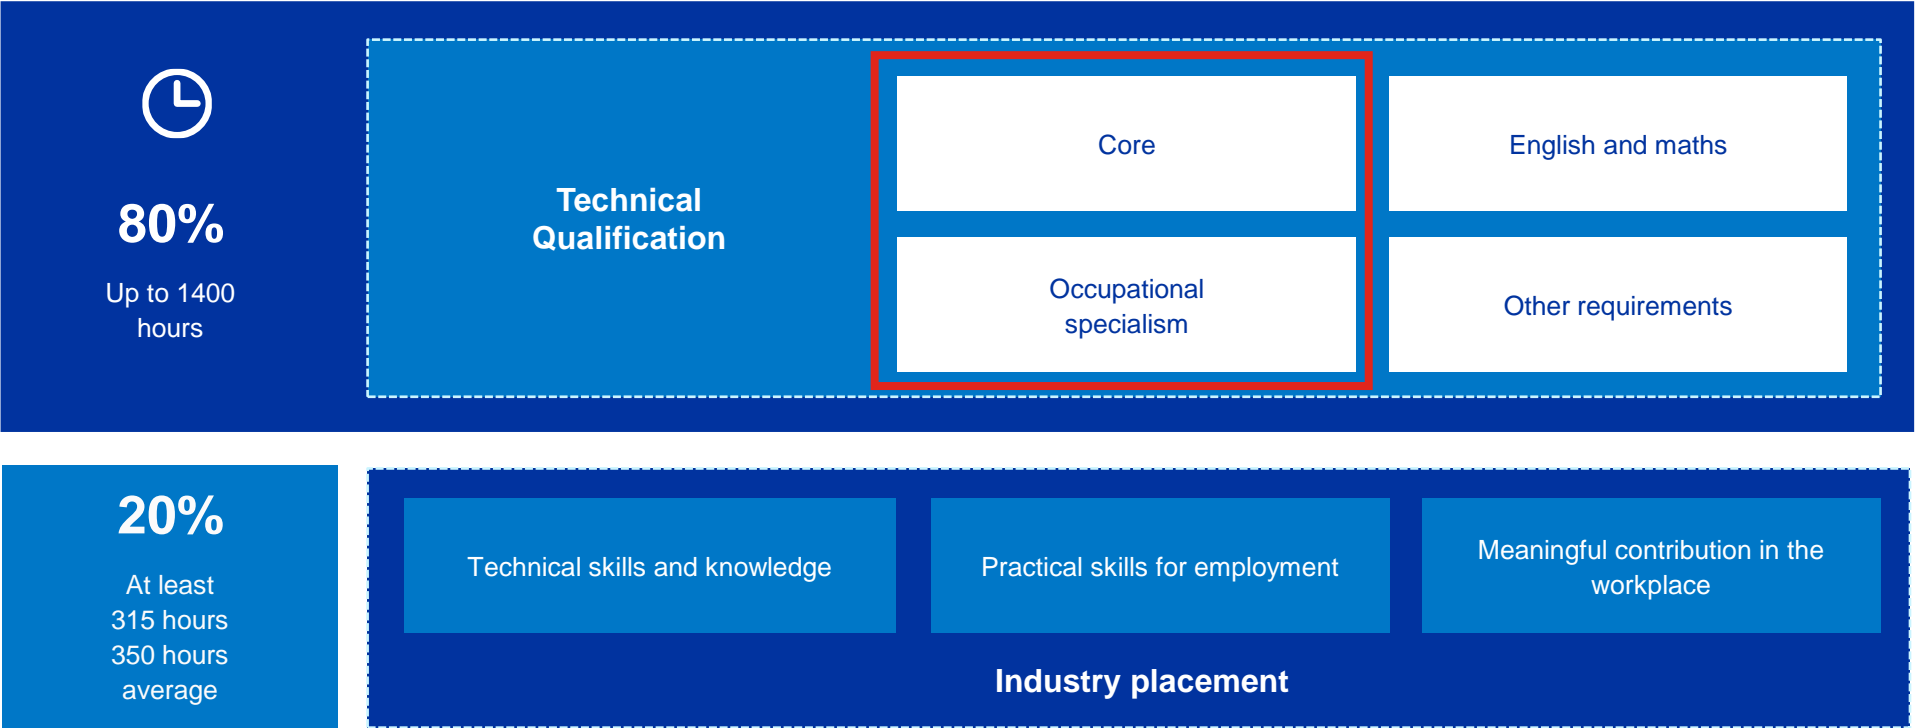 80%
Up to 1400
hours
Technical
Qualification
Core
English and maths
Occupational
specialism
Other requirements
20%
At least
315 hours
350 hours
average
Technical skills and knowledge
Practical skills for employment
Meaningful contribution in the
workplace
Industry placement